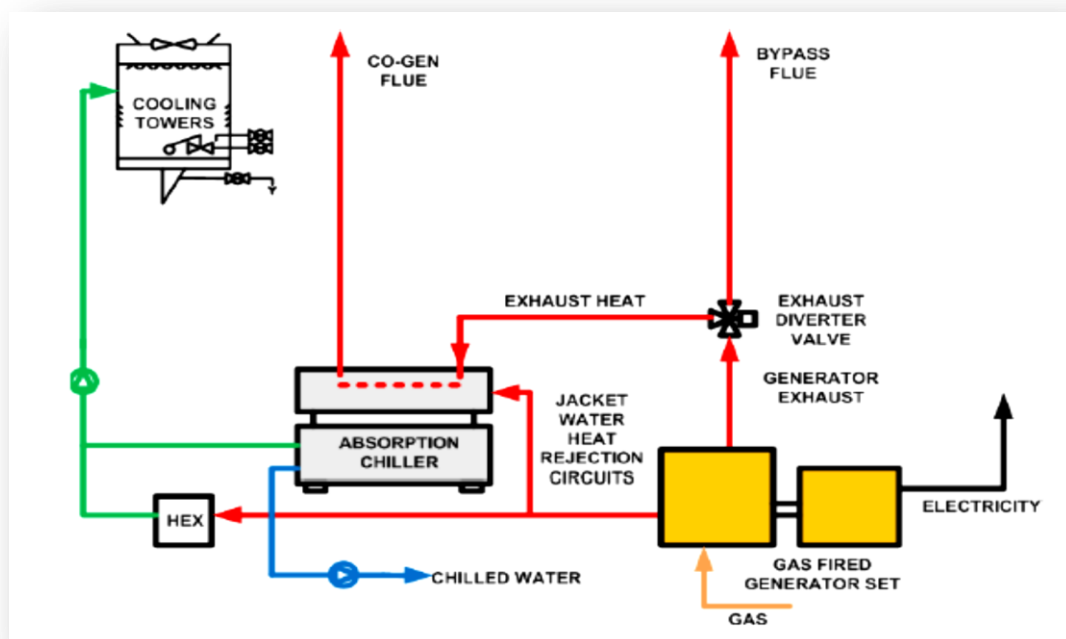 CO-GEN
FLUE
BYPASS
FLUE
COOLING
TOWERS
EXHAUST HEAT
EXHAUST
DIVERTER
VALVE
GENERATOR
EXHAUST
JACKET
WATER
HEAT
REJECTION
CIRCUITS
ABSORPTION
CHILLER
HEX
ELECTRICITY
CHILLED WATER
GAS FIRED
GENERATOR SET
GAS